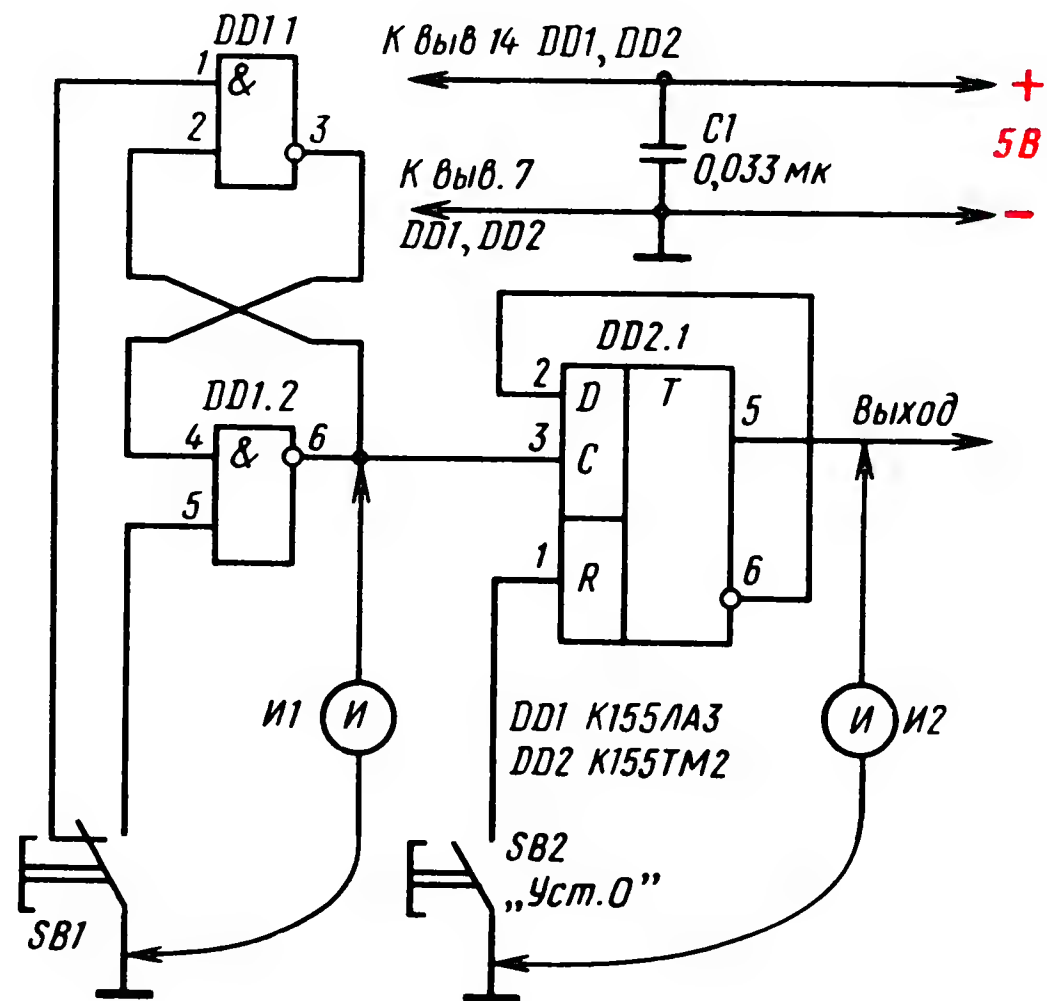 DD1 1
1
&
2
3
К выв 14 DD1, DD2
+
5В
C1
0,033 мк
К выв. 7
DD1, DD2
−
DD1.2
4
&
6
5
DD2.1
2
D
T
3
C
5
Выход
1
R
6
И1
И
И
И2
DD1 К155ЛА3
DD2 К155ТМ2
SB1
SB2
„Уст.0”